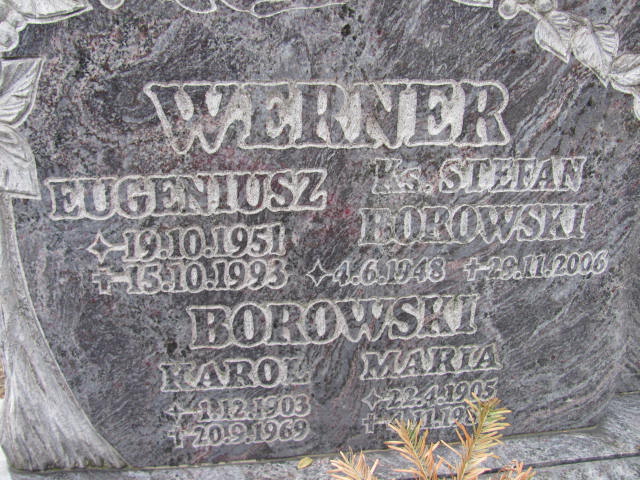 WERNER
EUGENIUSZ
19.10.1951
15.10.1993
Ks. STEFAN
BOROWSKI
4.6.1948 29.11.2006
BOROWSKI
KAROL
1.12.1903
20.9.1969
MARIA
22.4.1905